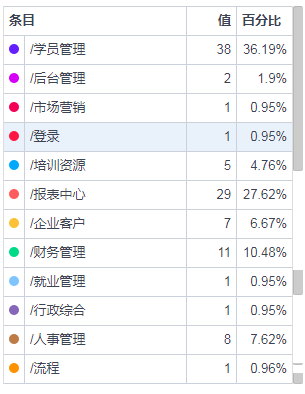 条目 值 百分比
/学员管理 38 36.19%
/后台管理 2 1.9%
/市场营销 1 0.95%
/登录 1 0.95%
/培训资源 5 4.76%
/报表中心 29 27.62%
/企业客户 7 6.67%
/财务管理 11 10.48%
/就业管理 1 0.95%
/行政综合 1 0.95%
/人事管理 8 7.62%
/流程 1 0.96%